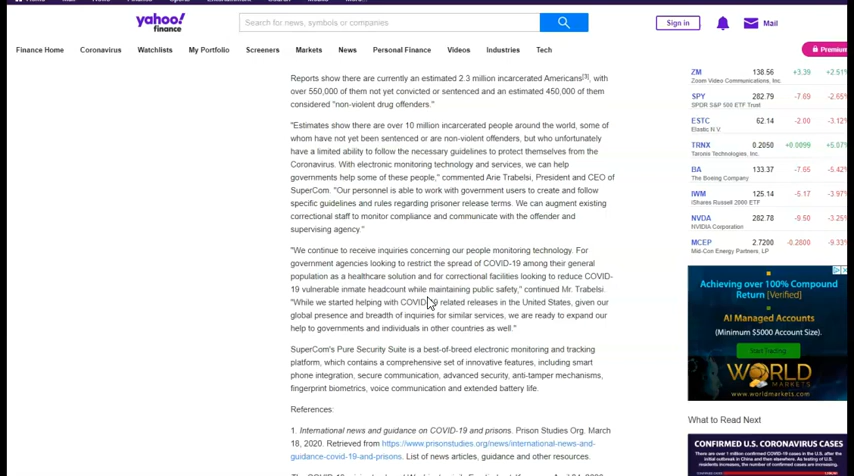 Home
Mail
yahoo!
finance
Search for news, symbols or companies
Sign in
Mail
Finance Home Coronavirus Watchlists My Portfolio Screeners Markets News Personal Finance Videos Industries Tech
Premium
Reports show there are currently an estimated 2.3 million incarcerated Americans[3], with
over 550,000 of them not yet convicted or sentenced and an estimated 450,000 of them
considered "non-violent drug offenders."
"Estimates show there are over 10 million incarcerated people around the world, some of
whom have not yet been sentenced or are non-violent offenders, but who unfortunately
have a limited ability to follow the necessary guidelines to protect themselves from the
Coronavirus. With electronic monitoring technology and services, we can help
governments help some of these people," commented Arie Trabelsi, President and CEO of
SuperCom. "Our personnel is able to work with government users to create and follow
specific guidelines and rules regarding prisoner release terms. We can augment existing
correctional staff to monitor compliance and communicate with the offender and
supervising agency."
"We continue to receive inquiries concerning our people monitoring technology. For
government agencies looking to restrict the spread of COVID-19 among their general
population as a healthcare solution and for correctional facilities looking to reduce COVID-
19 vulnerable inmate headcount while maintaining public safety," continued Mr. Trabelsi.
"While we started helping with COVID-19 related releases in the United States, given our
global presence and breadth of inquiries for similar services, we are ready to expand our
help to governments and individuals in other countries as well."
SuperCom's Pure Security Suite is a best-of-breed electronic monitoring and tracking
platform, which contains a comprehensive set of innovative features, including smart
phone integration, secure communication, advanced security, anti-tamper mechanisms,
fingerprint biometrics, voice communication and extended battery life.
References:
1. International news and guidance on COVID-19 and prisons. Prison Studies Org. March
18, 2020. Retrieved from https://www.prisonstudies.org/news/international-news-and-
guidance-covid-19-and-prisons. List of news, guidance and other resources.
ZM 138.56 +3.39 +2.51%
Zoom Video Communications, Inc.
SPY 282.79 -7.69 -2.65%
SPDR S&P 500 ETF Trust
ESTC 62.14 -2.00 -3.12%
Elastic N.V.
TRNX 0.2050 +0.0099 +5.07%
Taronis Technologies, Inc.
BA 133.37 -7.65 -5.42%
The Boeing Company
IWM 125.14 -5.17 -3.97%
iShares Russell 2000 ETF
NVDA 282.78 -9.50 -3.25%
NVIDIA Corporation
MCEP 2.7200 -0.2800 -9.33%
Mid-Con Energy Partners, LP
Achieving over 100% Compound
Return [Verified]
AI Managed Accounts
(Minimum $5000 Account Size)
Start Trading
WORLD
MARKETS
www.worldmarkets.com
What to Read Next
CONFIRMED U.S. CORONAVIRUS CASES